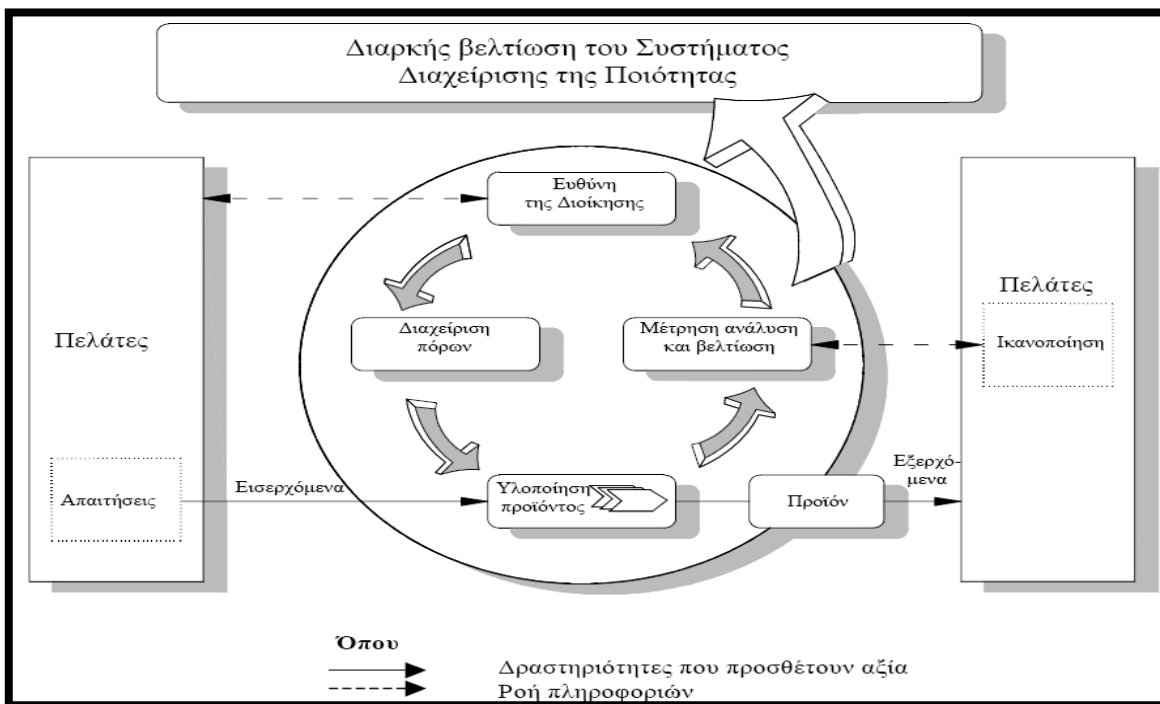 Διαρκής βελτίωση του Συστήματος
Διαχείρισης της Ποιότητας
Ευθύνη
της Διοίκησης
Πελάτες
Απαιτήσεις
Διαχείριση
πόρων
Μέτρηση ανάλυση
και βελτίωση
Πελάτες
Ικανοποίηση
Εισερχόμενα
Υλοποίηση
προϊόντος
Προϊόν
Εξερχό-
μενα
Όπου
Δραστηριότητες που προσθέτουν αξία
Ροή πληροφοριών